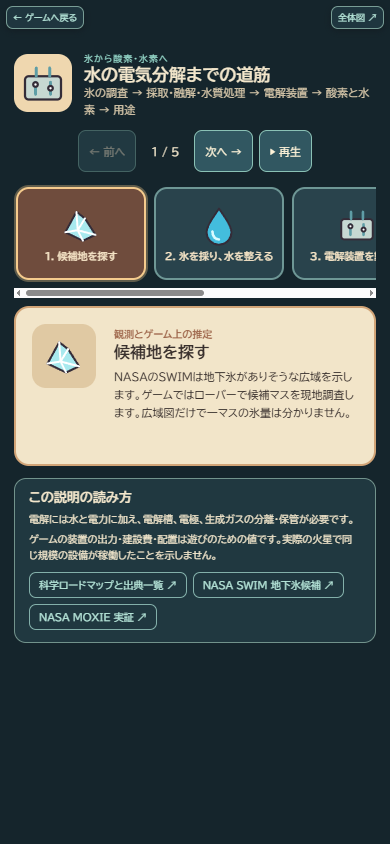 ← ゲームへ戻る
全体図 ↗
氷から酸素・水素へ
水の電気分解までの道筋
氷の調査 → 採取・融解・水質処理 → 電解装置 → 酸素と水
素 → 用途
← 前へ
1 / 5
次へ →
▶ 再生
1. 候補地を探す
2. 氷を採り、水を整える
3. 電解装置を
観測とゲーム上の推定
候補地を探す
NASAのSWIMは地下氷がありそうな広域を示し
ます。ゲームではローバーで候補マスを現地調査し
ます。広域図だけで一マスの氷量は分かりません。
この説明の読み方
電解には水と電力に加え、電解槽、電極、生成ガスの分離・保管が必要です。
ゲームの装置の出力・建設費・配置は遊びのための値です。実際の火星で同
じ規模の設備が稼働したことを示しません。
科学ロードマップと出典一覧 ↗
NASA SWIM 地下氷候補 ↗
NASA MOXIE 実証 ↗